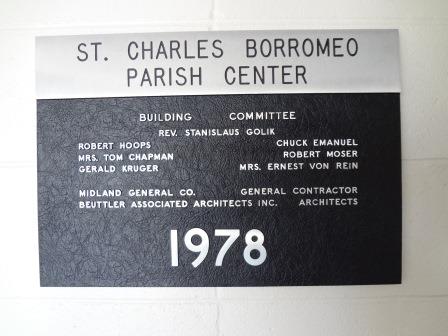 ST. CHARLES BORROMEO
PARISH CENTER
BUILDING COMMITTEE
REV. STANISLAUS GOLIK
ROBERT HOOPS CHUCK EMANUEL
MRS. TOM CHAPMAN ROBERT MOSER
GERALD KRUGER MRS. ERNEST VON REIN
MIDLAND GENERAL CO. GENERAL CONTRACTOR
BEUTTLER ASSOCIATED ARCHITECTS INC. ARCHITECTS
1978